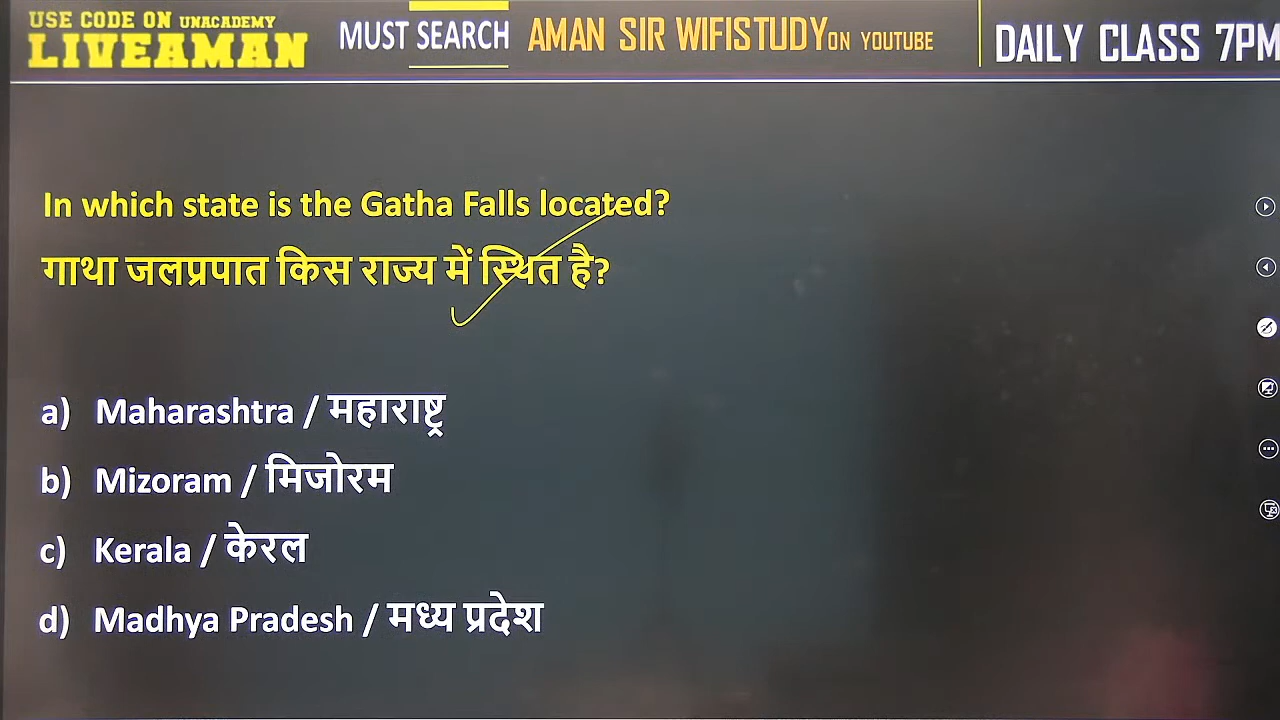 USE CODE ON UNACADEMY
LIVEAMAN
MUST SEARCH
AMAN SIR WIFISTUDY ON YOUTUBE
DAILY CLASS 7PM
In which state is the Gatha Falls located?
गाथा जलप्रपात किस राज्य में स्थित है?
a) Maharashtra / महाराष्ट्र
b) Mizoram / मिजोरम
c) Kerala / केरल
d) Madhya Pradesh / मध्य प्रदेश